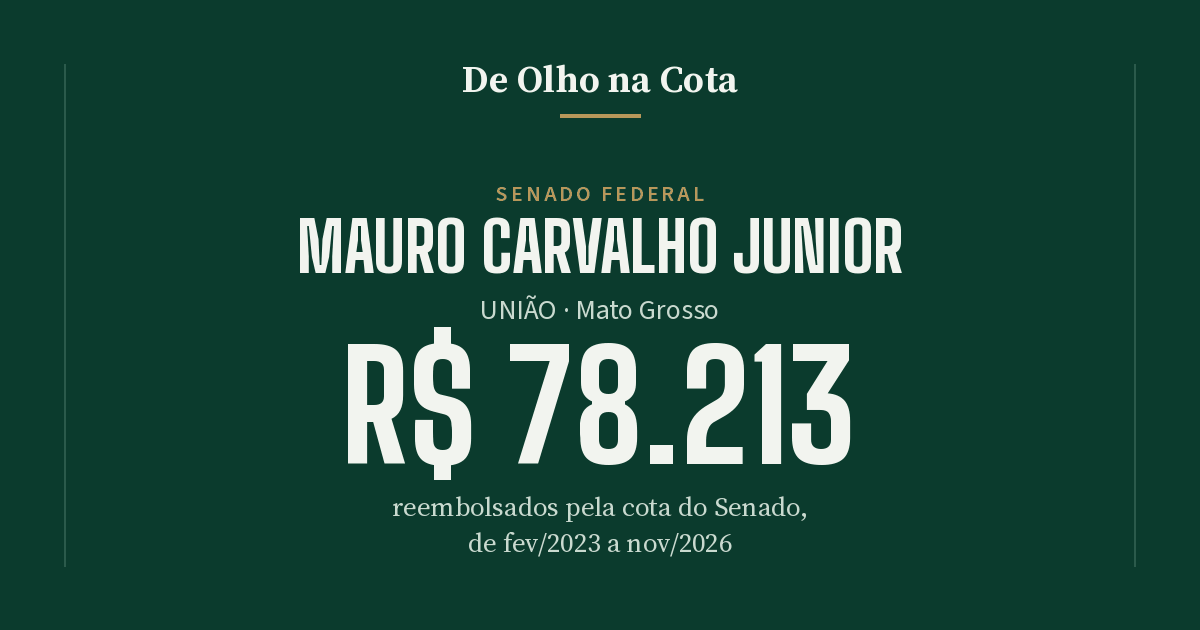 De Olho na Cota
SENADO FEDERAL
MAURO CARVALHO JUNIOR
UNIÃO · Mato Grosso
R$ 78.213
reembolsados pela cota do Senado,
de fev/2023 a nov/2026